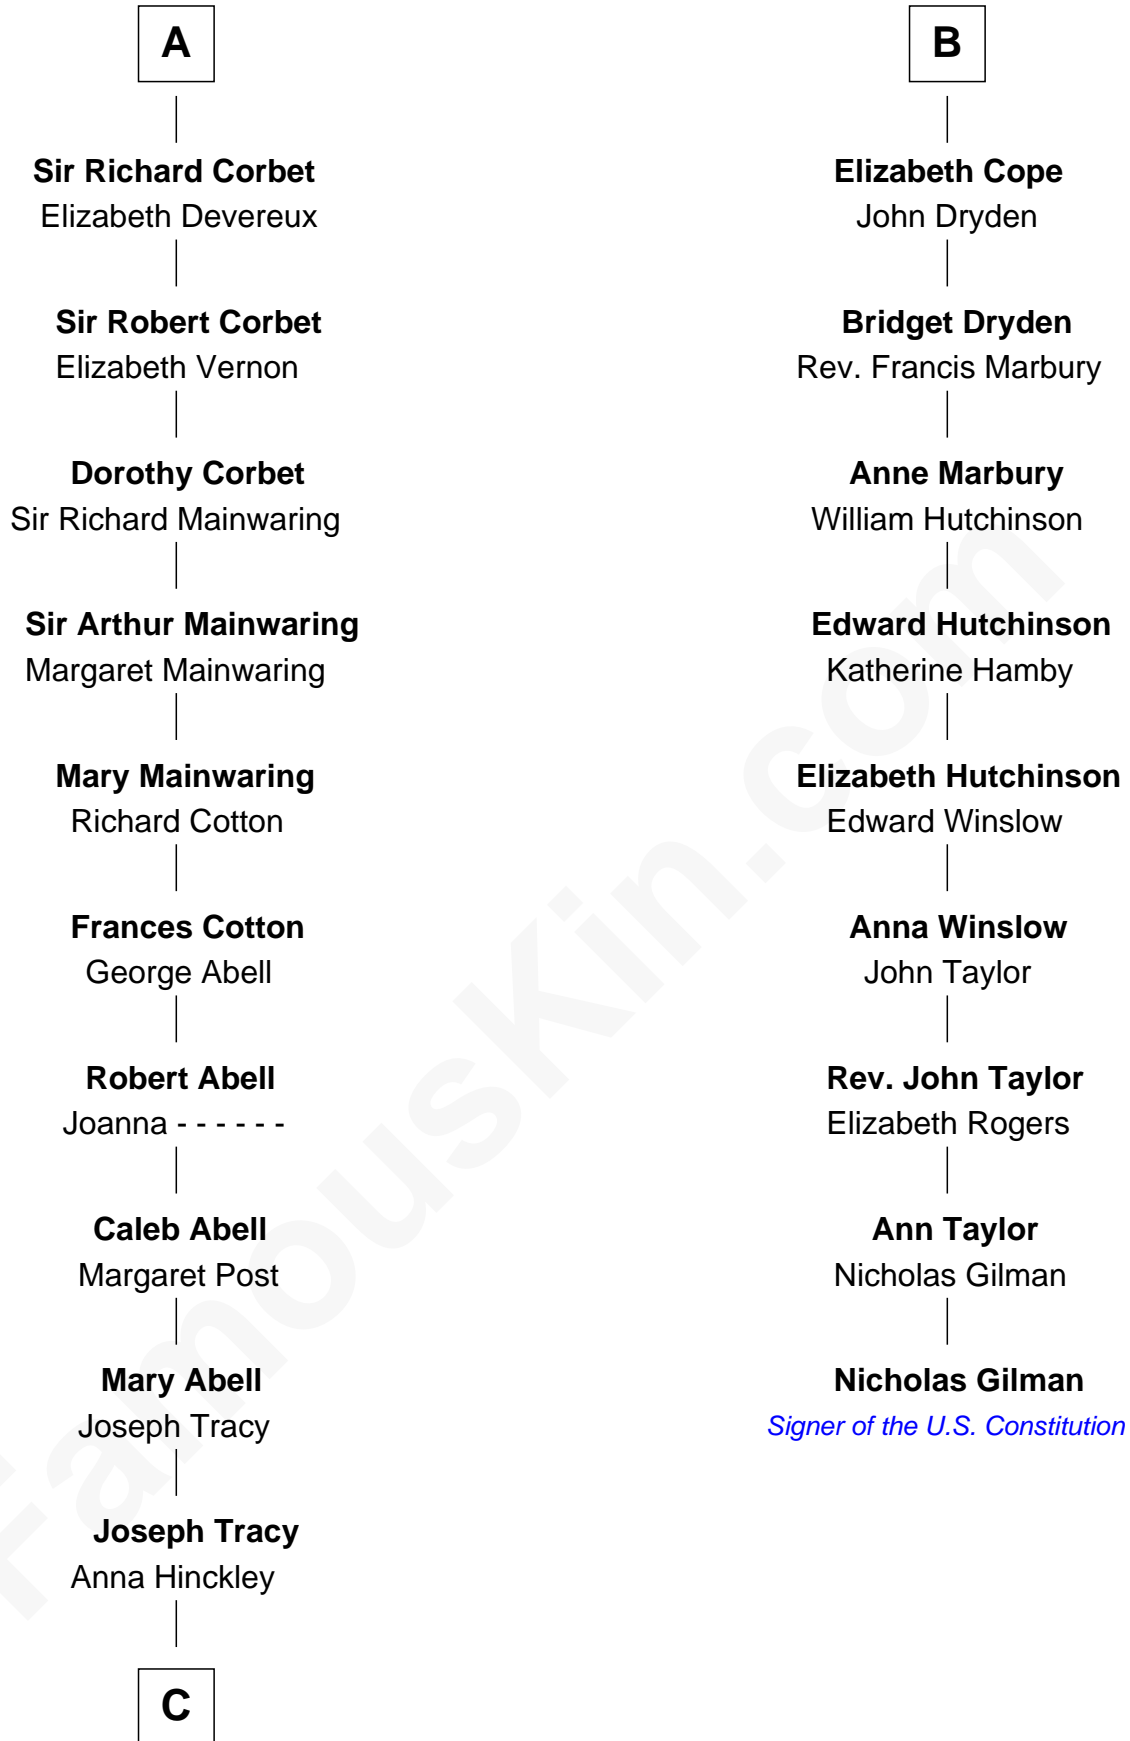 A
Sir Richard Corbet
Elizabeth Devereux
Sir Robert Corbet
Elizabeth Vernon
Dorothy Corbet
Sir Richard Mainwaring
Sir Arthur Mainwaring
Margaret Mainwaring
Mary Mainwaring
Richard Cotton
Frances Cotton
George Abell
Robert Abell
Joanna - - - - - -
Caleb Abell
Margaret Post
Mary Abell
Joseph Tracy
Joseph Tracy
Anna Hinckley
C
B
Elizabeth Cope
John Dryden
Bridget Dryden
Rev. Francis Marbury
Anne Marbury
William Hutchinson
Edward Hutchinson
Katherine Hamby
Elizabeth Hutchinson
Edward Winslow
Anna Winslow
John Taylor
Rev. John Taylor
Elizabeth Rogers
Ann Taylor
Nicholas Gilman
Nicholas Gilman
Signer of the U.S. Constitution
FamousKin.com